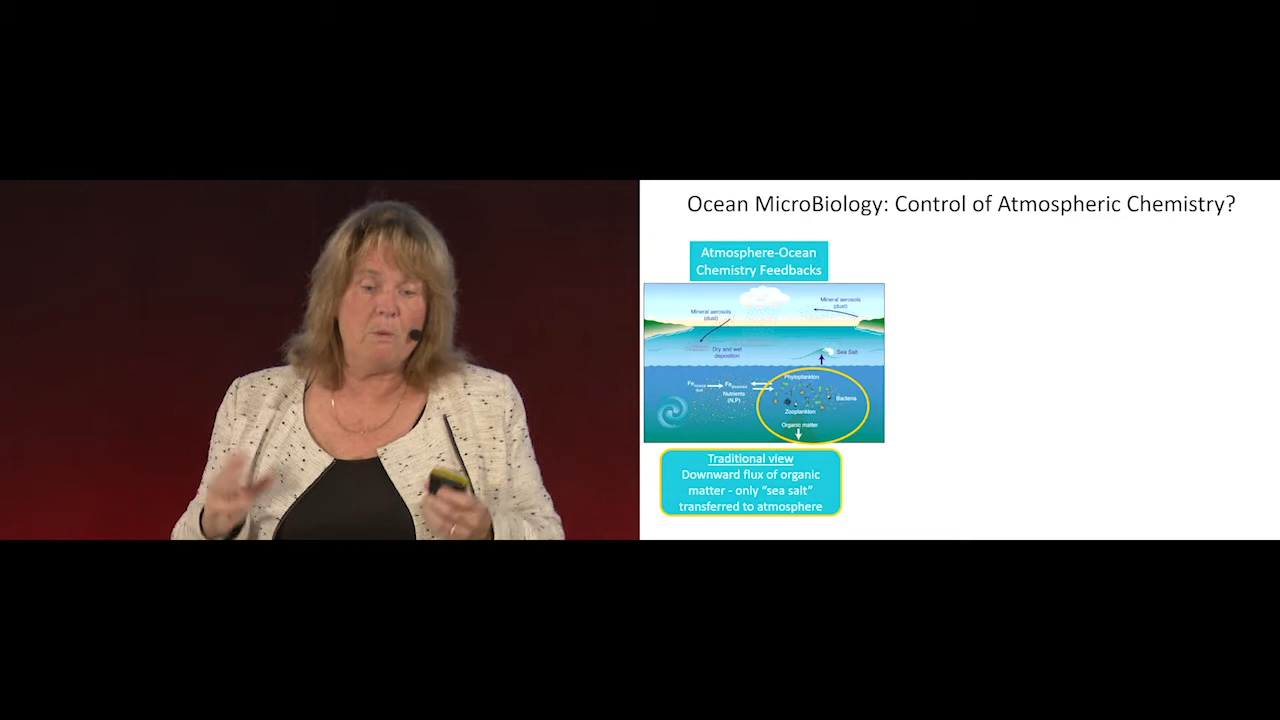 Ocean MicroBiology: Control of Atmospheric Chemistry?
Atmosphere-Ocean
Chemistry Feedbacks
Mineral aerosols
(dust)
Mineral aerosols
(dust)
Dry and wet
deposition
Sea Salt
Phytoplankton
Nutrients
(N,P)
Bacteria
Zooplankton
Organic matter
Traditional view
Downward flux of organic
matter - only “sea salt”
transferred to atmosphere